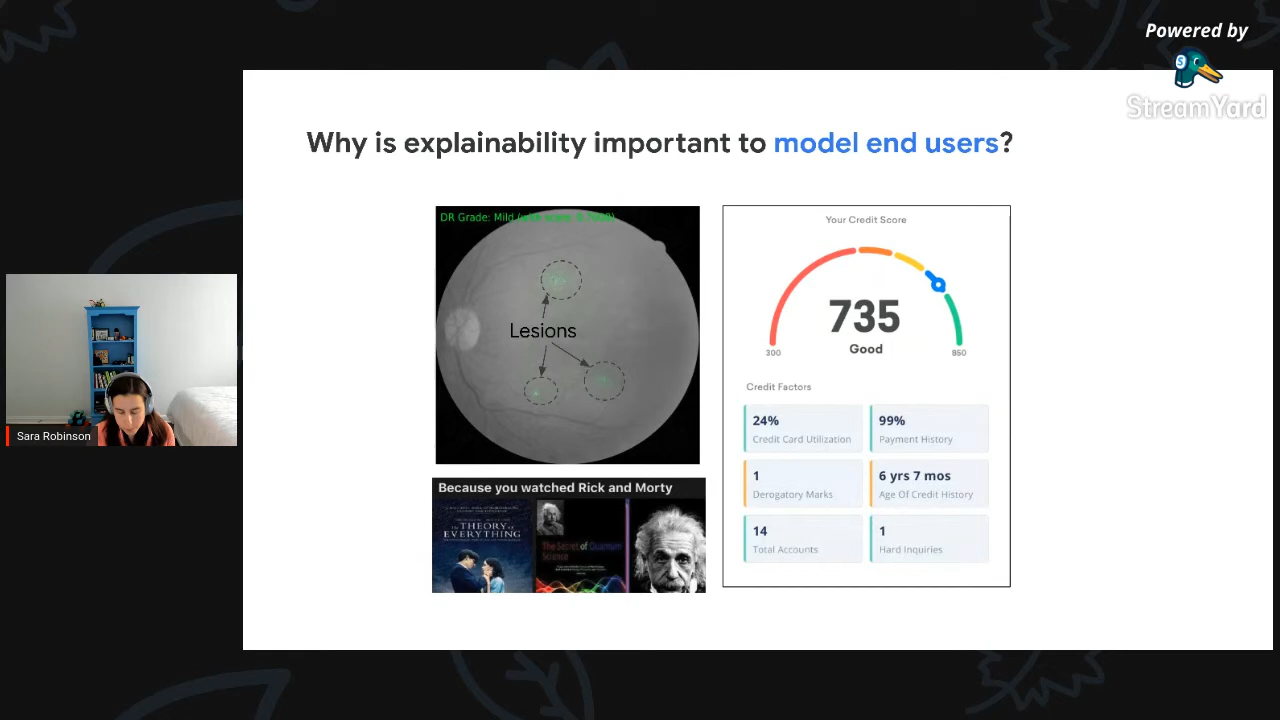 Powered by
StreamYard
Why is explainability important to model end users?
DR Grade: Mild
Lesions
Because you watched Rick and Morty
THEORY
EVERYTHING
The Secret of Quantum
Science
Your Credit Score
735
Good
300
850
Credit Factors
24%
Credit Card Utilization
99%
Payment History
1
Derogatory Marks
6 yrs 7 mos
Age Of Credit History
14
Total Accounts
1
Hard Inquiries
Sara Robinson